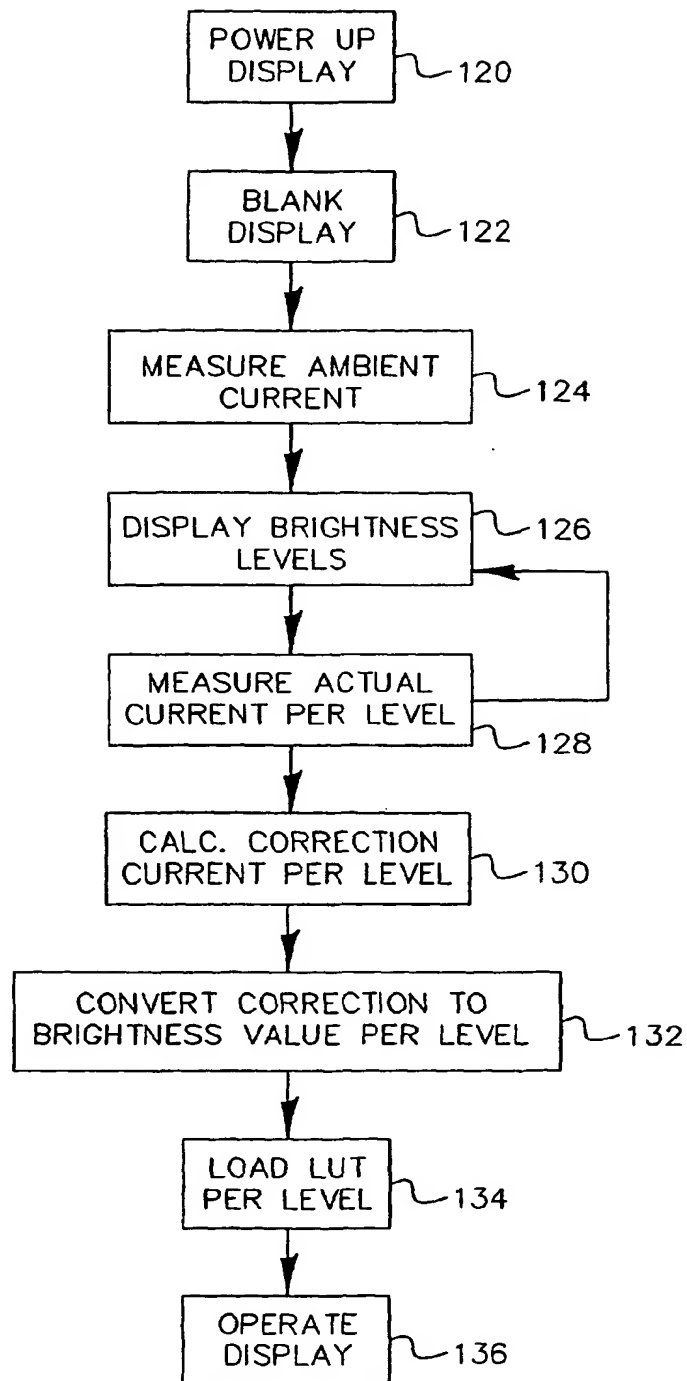 POWER UP
DISPLAY
120
BLANK
DISPLAY
122
MEASURE AMBIENT
CURRENT
124
DISPLAY BRIGHTNESS
LEVELS
126
MEASURE ACTUAL
CURRENT PER LEVEL
128
CALC. CORRECTION
CURRENT PER LEVEL
130
CONVERT CORRECTION TO
BRIGHTNESS VALUE PER LEVEL
132
LOAD LUT
PER LEVEL
134
OPERATE
DISPLAY
136